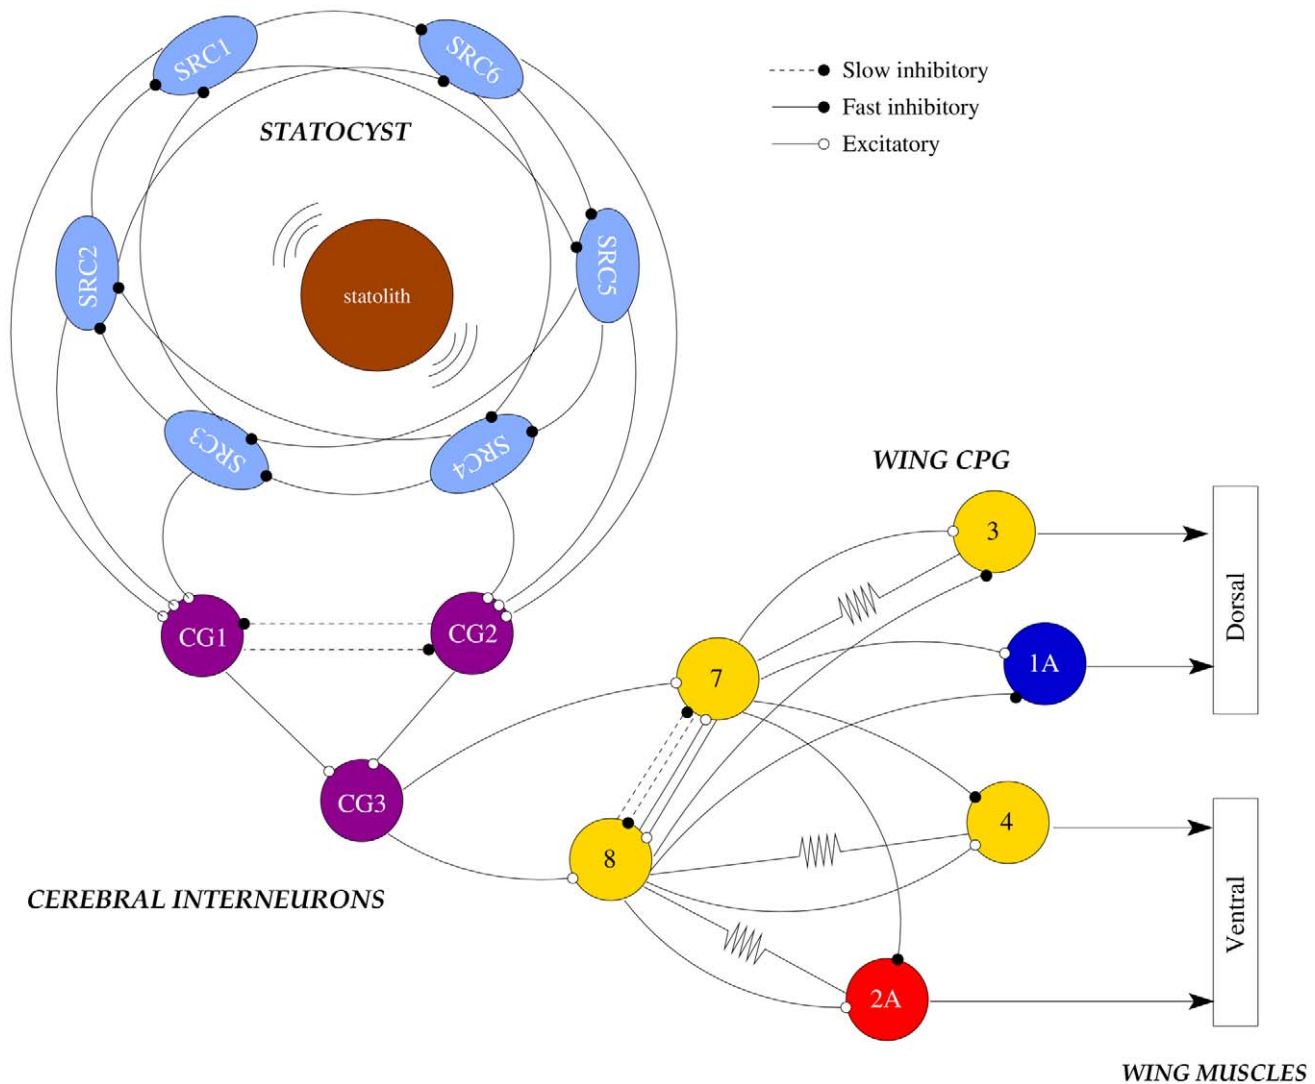 SRC1
SRC6
Slow inhibitory
Fast inhibitory
Excitatory
STATOCYST
SRC2
SRC5
statolith
SRC3
SRC4
WING CPG
3
Dorsal
CG1
CG2
7
1A
CG3
4
8
Ventral
CEREBRAL INTERNEURONS
2A
WING MUSCLES